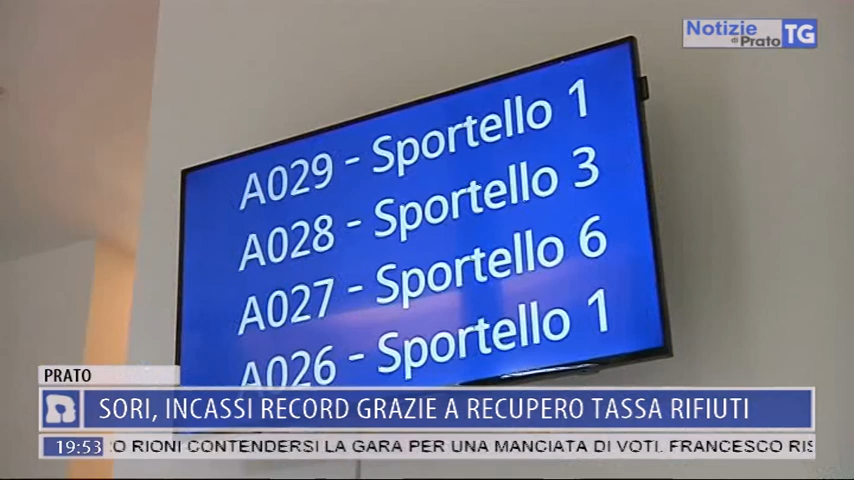 Notizie
di Prato TG
A029 - Sportello 1
A028 - Sportello 3
A027 - Sportello 6
A026 - Sportello 1
PRATO
SORI, INCASSI RECORD GRAZIE A RECUPERO TASSA RIFIUTI
19:53 RIONI CONTENDERSI LA GARA PER UNA MANCIATA DI VOTI. FRANCESCO